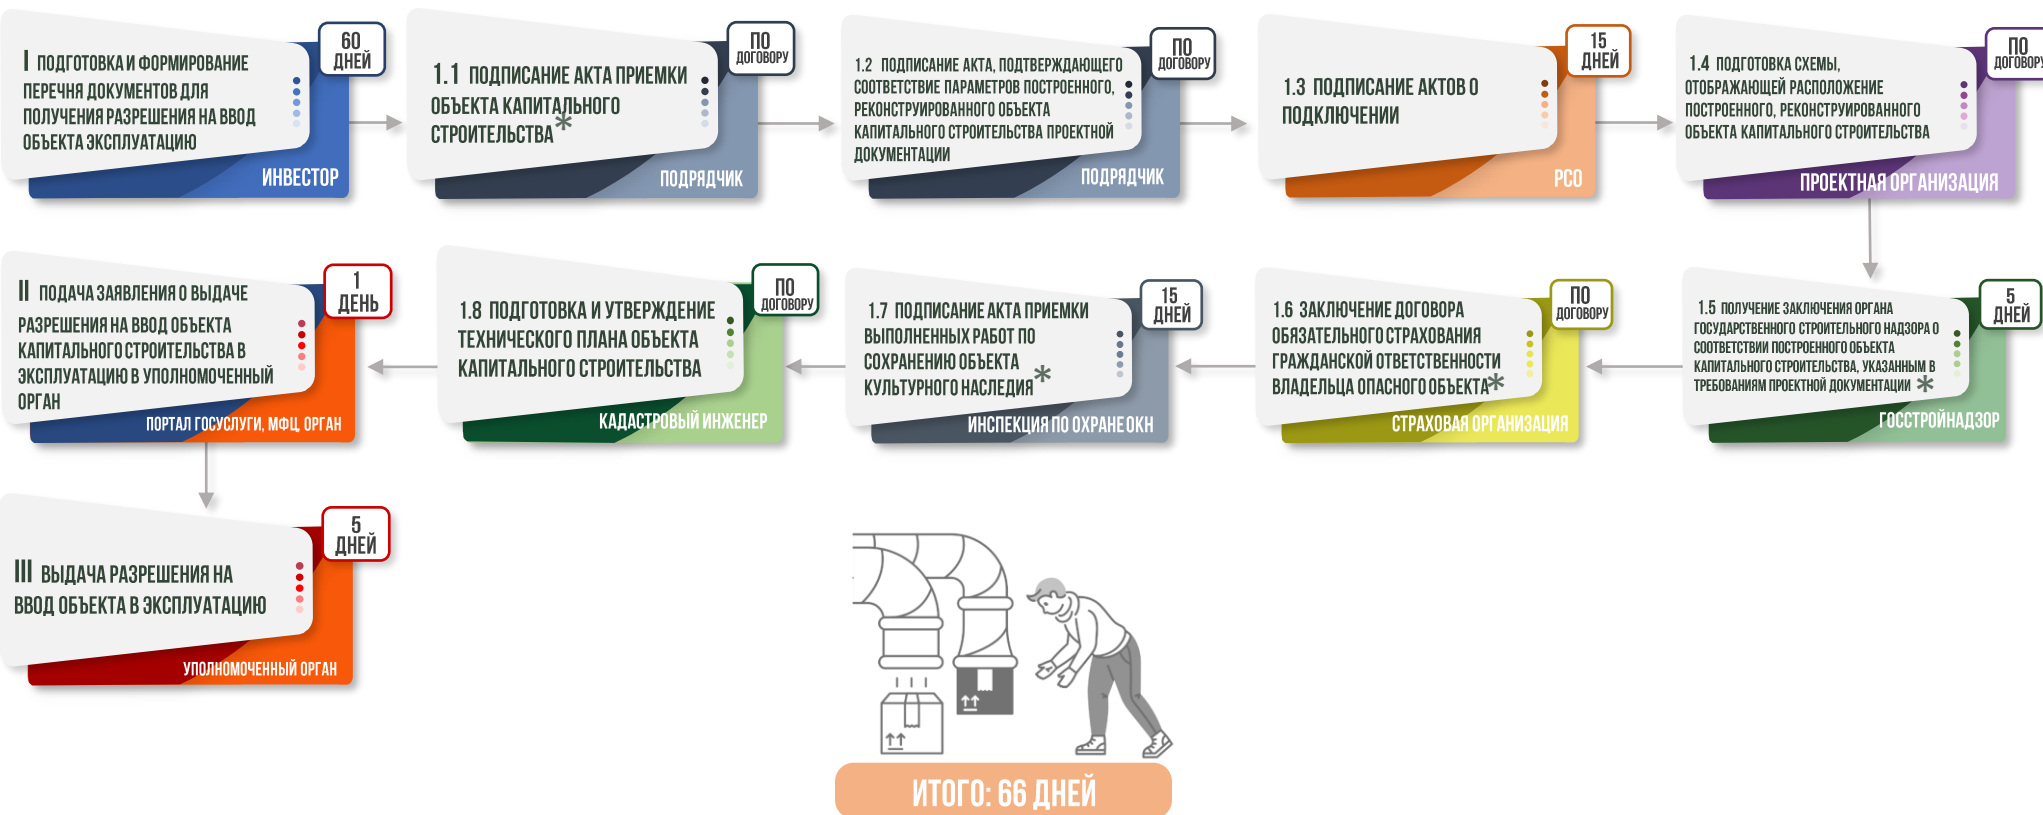 I ПОДГОТОВКА И ФОРМИРОВАНИЕ
ПЕРЕЧНЯ ДОКУМЕНТОВ ДЛЯ
ПОЛУЧЕНИЯ РАЗРЕШЕНИЯ НА ВВОД
ОБЪЕКТА ЭКСПЛУАТАЦИЮ
60
ДНЕЙ
ИНВЕСТОР
1.1 ПОДПИСАНИЕ АКТА ПРИЕМКИ
ОБЪЕКТА КАПИТАЛЬНОГО
СТРОИТЕЛЬСТВА*
ПО
ДОГОВОРУ
ПОДРЯДЧИК
1.2 ПОДПИСАНИЕ АКТА, ПОДТВЕРЖДАЮЩЕГО
СООТВЕТСТВИЕ ПАРАМЕТРОВ ПОСТРОЕННОГО,
РЕКОНСТРУИРОВАННОГО ОБЪЕКТА
КАПИТАЛЬНОГО СТРОИТЕЛЬСТВА ПРОЕКТНОЙ
ДОКУМЕНТАЦИИ
ПО
ДОГОВОРУ
ПОДРЯДЧИК
1.3 ПОДПИСАНИЕ АКТОВ О
ПОДКЛЮЧЕНИИ
15
ДНЕЙ
РСО
1.4 ПОДГОТОВКА СХЕМЫ,
ОТОБРАЖАЮЩЕЙ РАСПОЛОЖЕНИЕ
ПОСТРОЕННОГО, РЕКОНСТРУИРОВАННОГО
ОБЪЕКТА КАПИТАЛЬНОГО СТРОИТЕЛЬСТВА
ПО
ДОГОВОРУ
ПРОЕКТНАЯ ОРГАНИЗАЦИЯ
II ПОДАЧА ЗАЯВЛЕНИЯ О ВЫДАЧЕ
РАЗРЕШЕНИЯ НА ВВОД ОБЪЕКТА
КАПИТАЛЬНОГО СТРОИТЕЛЬСТВА В
ЭКСПЛУАТАЦИЮ В УПОЛНОМОЧЕННЫЙ
ОРГАН
1
ДЕНЬ
ПОРТАЛ ГОСУСЛУГИ, МФЦ, ОРГАН
1.8 ПОДГОТОВКА И УТВЕРЖДЕНИЕ
ТЕХНИЧЕСКОГО ПЛАНА ОБЪЕКТА
КАПИТАЛЬНОГО СТРОИТЕЛЬСТВА
ПО
ДОГОВОРУ
КАДАСТРОВЫЙ ИНЖЕНЕР
1.7 ПОДПИСАНИЕ АКТА ПРИЕМКИ
ВЫПОЛНЕННЫХ РАБОТ ПО
СОХРАНЕНИЮ ОБЪЕКТА
КУЛЬТУРНОГО НАСЛЕДИЯ*
15
ДНЕЙ
ИНСПЕКЦИЯ ПО ОХРАНЕ ОКН
1.6 ЗАКЛЮЧЕНИЕ ДОГОВОРА
ОБЯЗАТЕЛЬНОГО СТРАХОВАНИЯ
ГРАЖДАНСКОЙ ОТВЕТСТВЕННОСТИ
ВЛАДЕЛЬЦА ОПАСНОГО ОБЪЕКТА*
ПО
ДОГОВОРУ
СТРАХОВАЯ ОРГАНИЗАЦИЯ
1.5 ПОЛУЧЕНИЕ ЗАКЛЮЧЕНИЯ ОРГАНА
ГОСУДАРСТВЕННОГО СТРОИТЕЛЬНОГО НАДЗОРА О
СООТВЕТСТВИИ ПОСТРОЕННОГО ОБЪЕКТА
КАПИТАЛЬНОГО СТРОИТЕЛЬСТВА, УКАЗАННЫМ В
ТРЕБОВАНИЯМ ПРОЕКТНОЙ ДОКУМЕНТАЦИИ *
5
ДНЕЙ
ГОССТРОЙНАДЗОР
III ВЫДАЧА РАЗРЕШЕНИЯ НА
ВВОД ОБЪЕКТА В ЭКСПЛУАТАЦИЮ
5
ДНЕЙ
УПОЛНОМОЧЕННЫЙ ОРГАН
ИТОГО: 66 ДНЕЙ